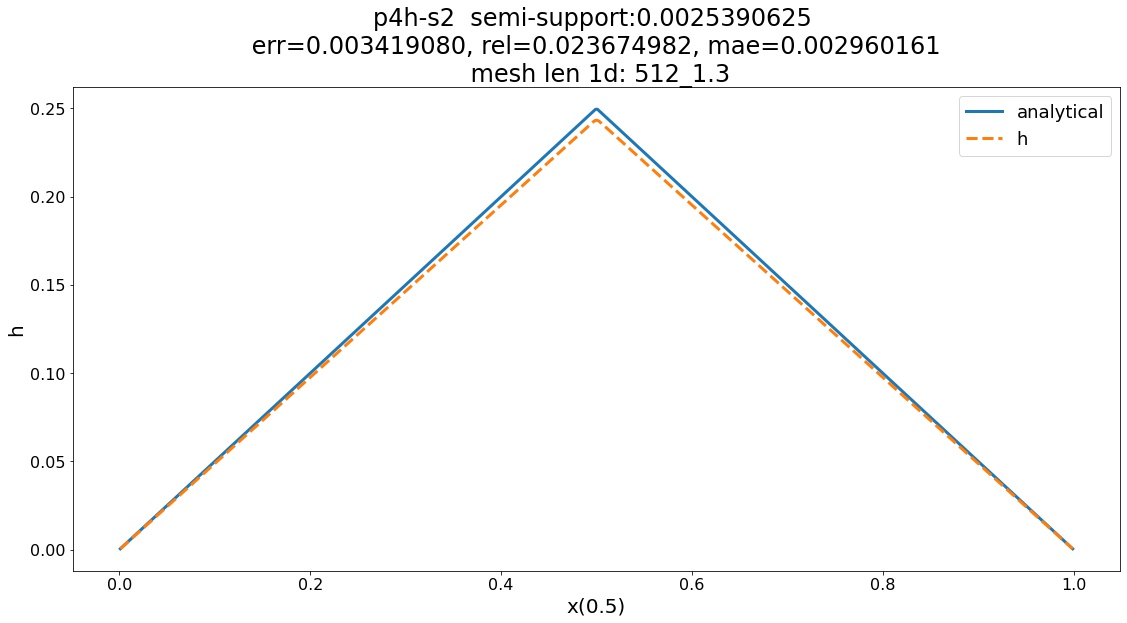 p4h-s2  semi-support:0.0025390625
err=0.003419080, rel=0.023674982, mae=0.002960161
mesh len 1d: 512_1.3
analytical
h
h
0.25
0.20
0.15
0.10
0.05
0.00
0.0 0.2 0.4 0.6 0.8 1.0
x(0.5)